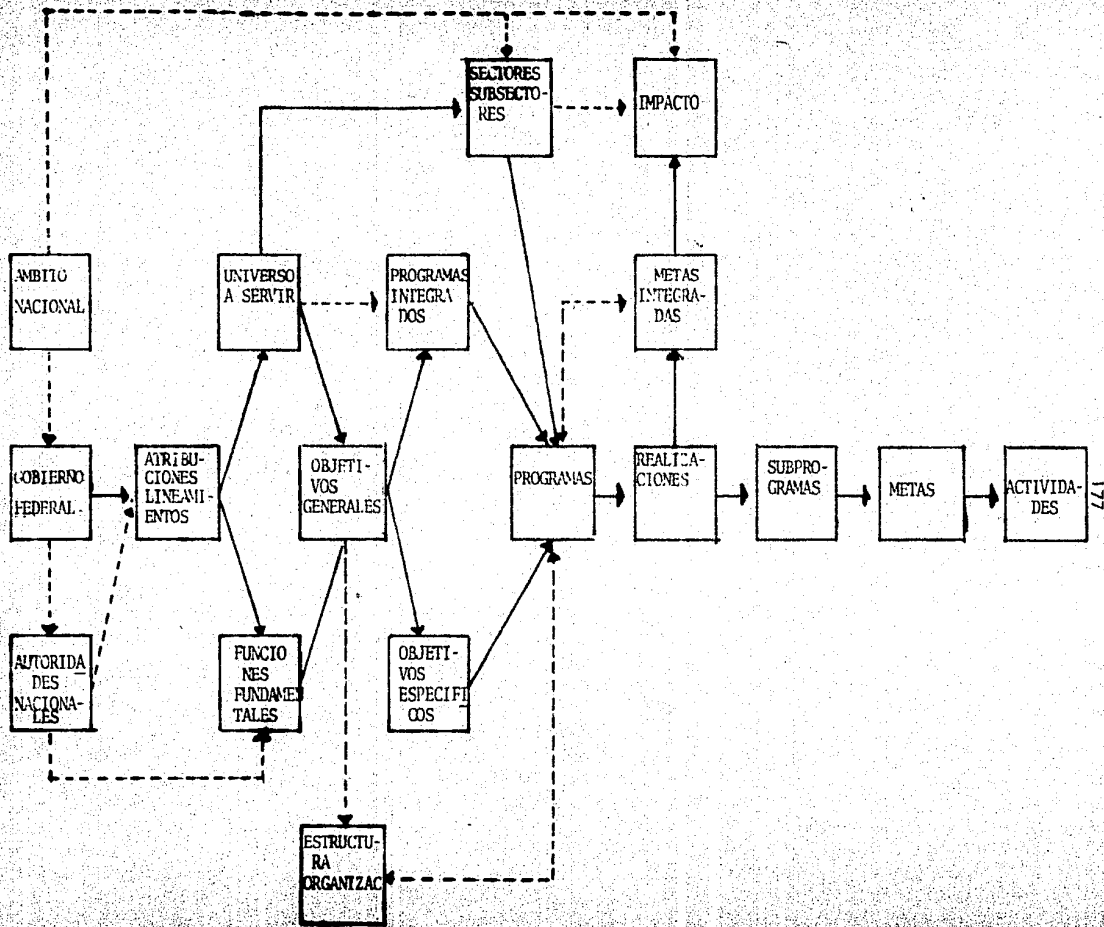 SECTORES
SUBSECTO-
RES
IMPACTO
AMBITO
NACIONAL
UNIVERSO
A SERVIR
PROGRAMAS
INTEGRA
DOS
METAS
INTEGRA-
DAS
GOBIERNO
FEDERAL
ATRIBU-
CIONES
LINEAMI-
ENTOS
OBJETI-
VOS
GENERALES
PROGRAMAS
REALIZA-
CIONES
SUBPRO-
GRAMAS
METAS
ACTIVIDA-
DES
177
AUTORIDA
DES
NACIONA-
LES
FUNCIO
NES
FUNDAMEN
TALES
OBJETI-
VOS
ESPECIFI
COS
ESTRUCTU-
RA
ORGANIZAC